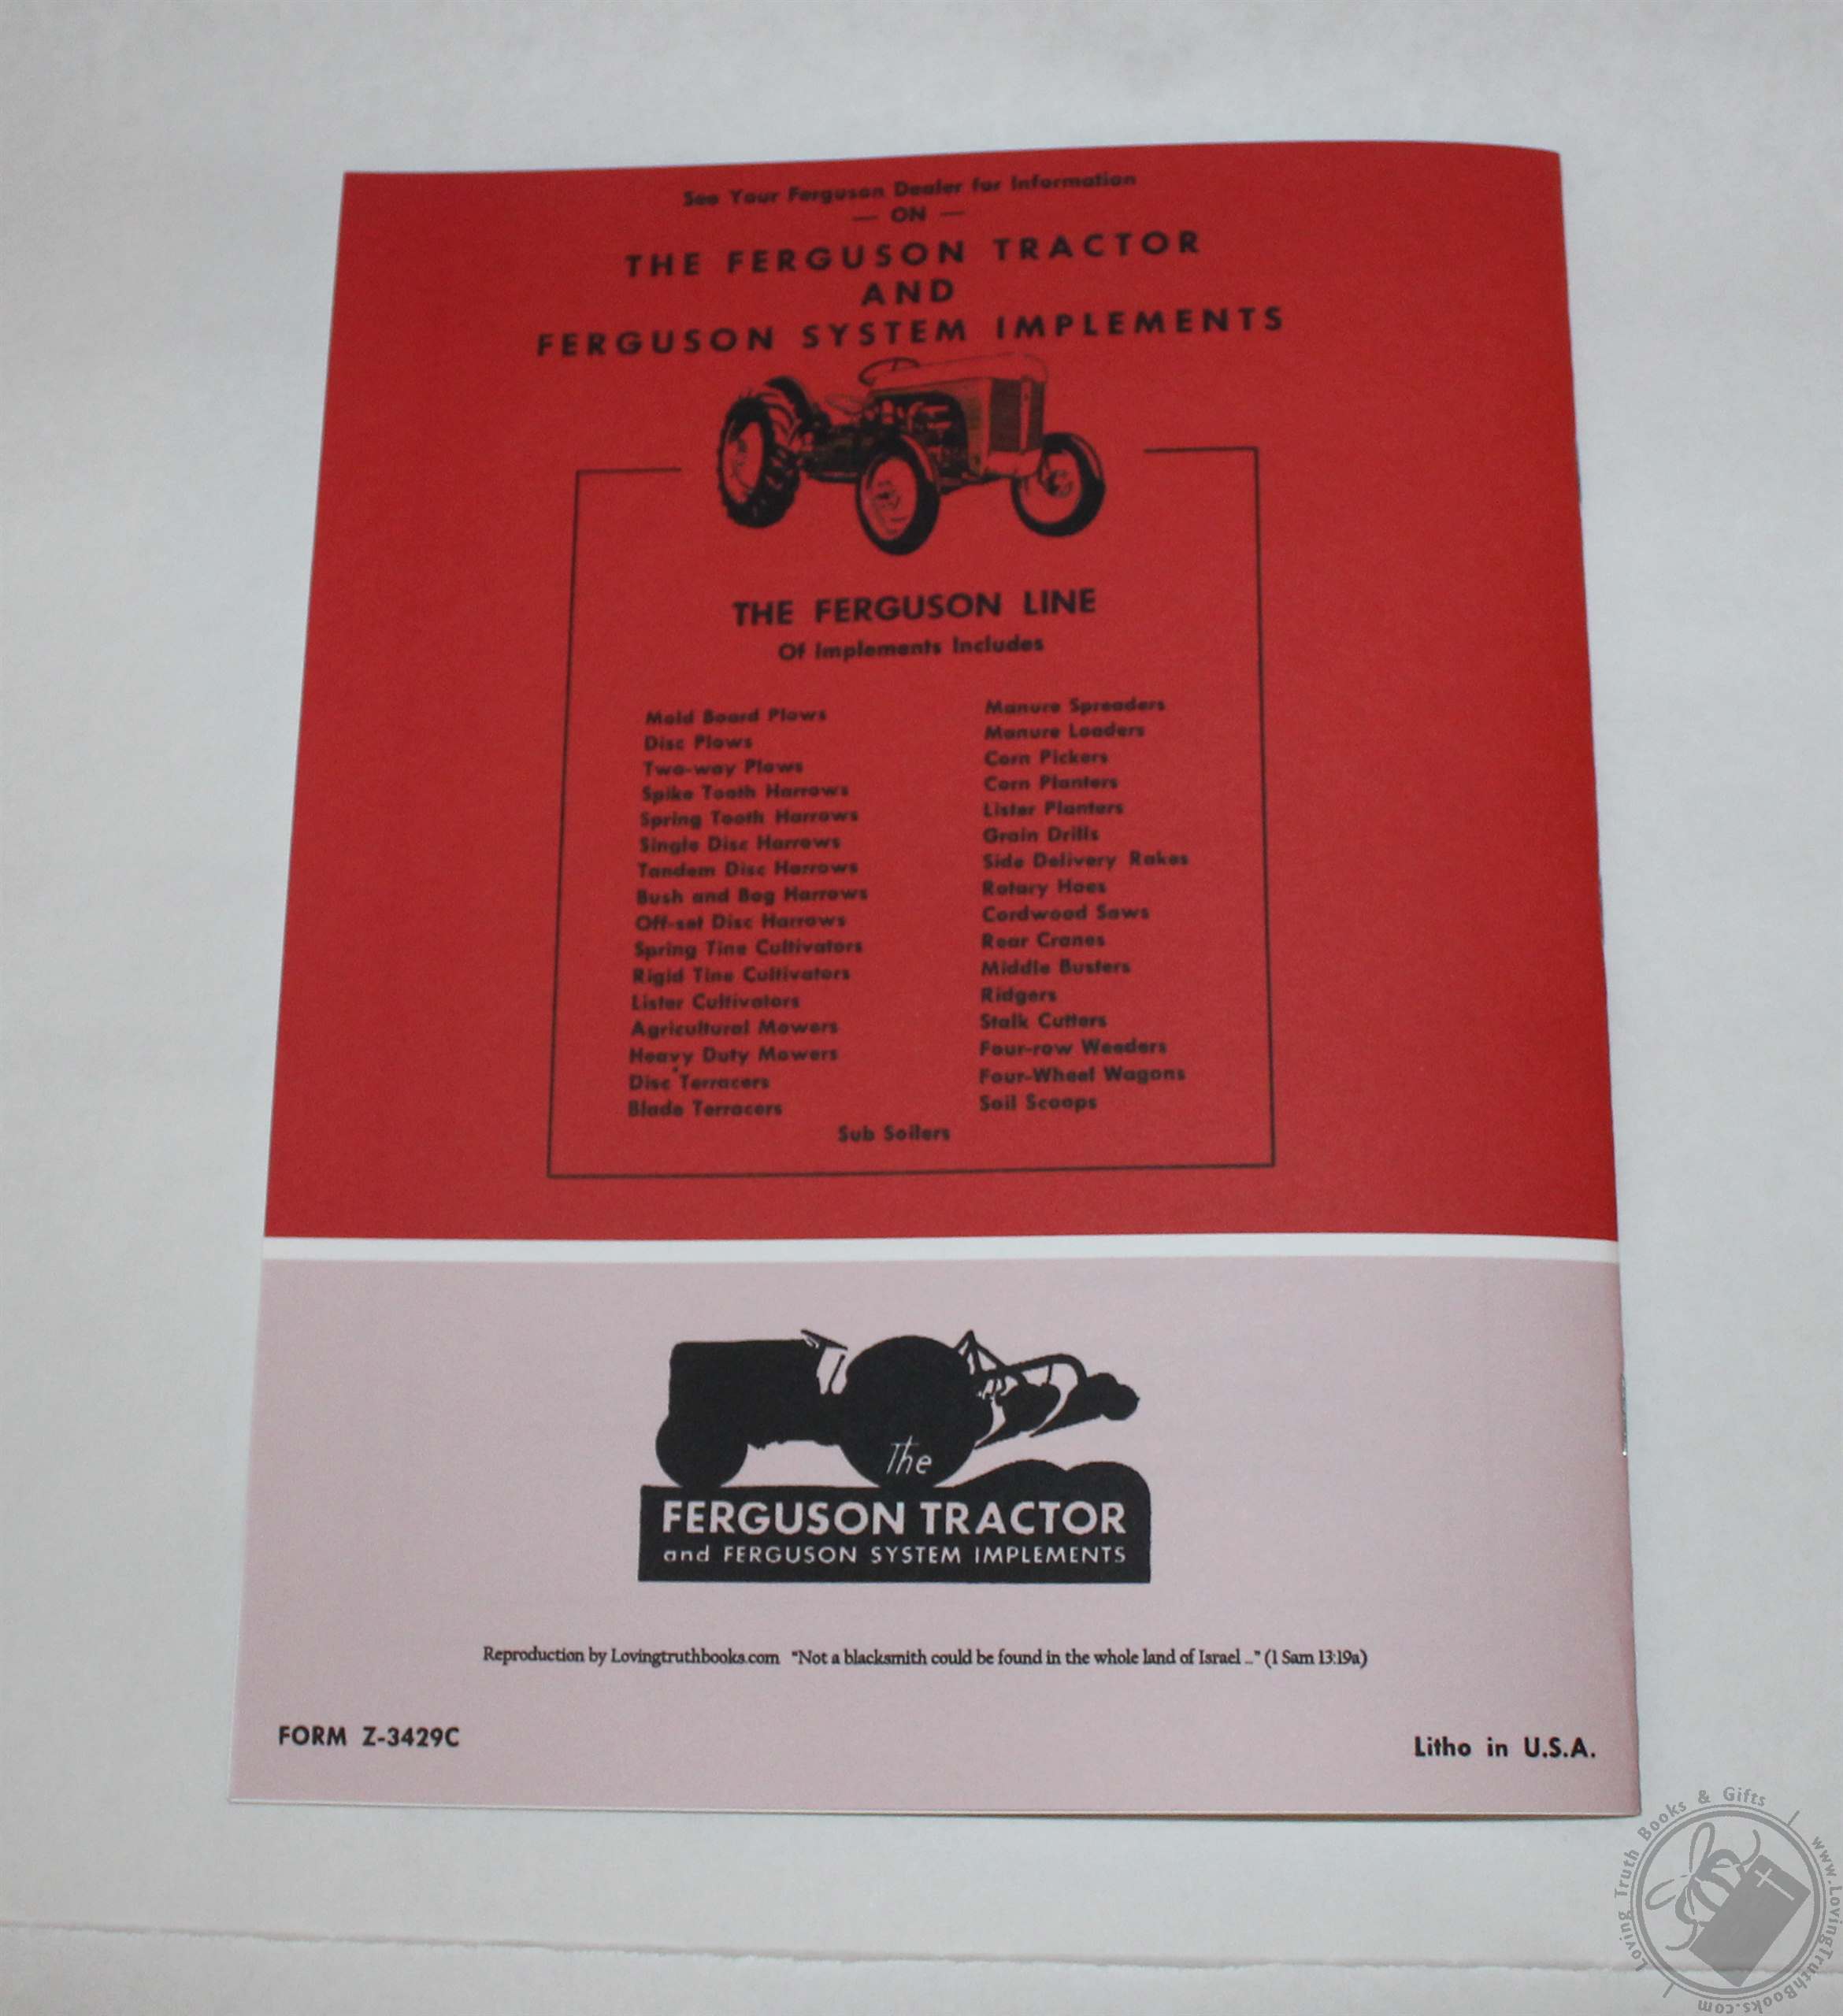 See Your Ferguson Dealer for Information
— ON —
THE FERGUSON TRACTOR
AND
FERGUSON SYSTEM IMPLEMENTS
THE FERGUSON LINE
Of Implements Includes
Mold Board Plows
Disc Plows
Two-way Plows
Spike Tooth Harrows
Spring Tooth Harrows
Single Disc Harrows
Tandem Disc Harrows
Bush and Bog Harrows
Off-set Disc Harrows
Spring Tine Cultivators
Rigid Tine Cultivators
Lister Cultivators
Agricultural Mowers
Heavy Duty Mowers
Disc Terracers
Blade Terracers
Manure Spreaders
Manure Loaders
Corn Pickers
Corn Planters
Lister Planters
Grain Drills
Side Delivery Rakes
Rotary Hoes
Cordwood Saws
Rear Cranes
Middle Busters
Ridgers
Stalk Cutters
Four-row Weeders
Four-Wheel Wagons
Soil Scoops
Sub Soilers
The
FERGUSON TRACTOR
and FERGUSON SYSTEM IMPLEMENTS
Reproduction by Lovingtruthbooks.com "Not a blacksmith could be found in the whole land of Israel ..." (1 Sam 13:19a)
FORM Z-3429C
Litho in U.S.A.
Loving Truth Books & Gifts
www.LovingTruthBooks.com